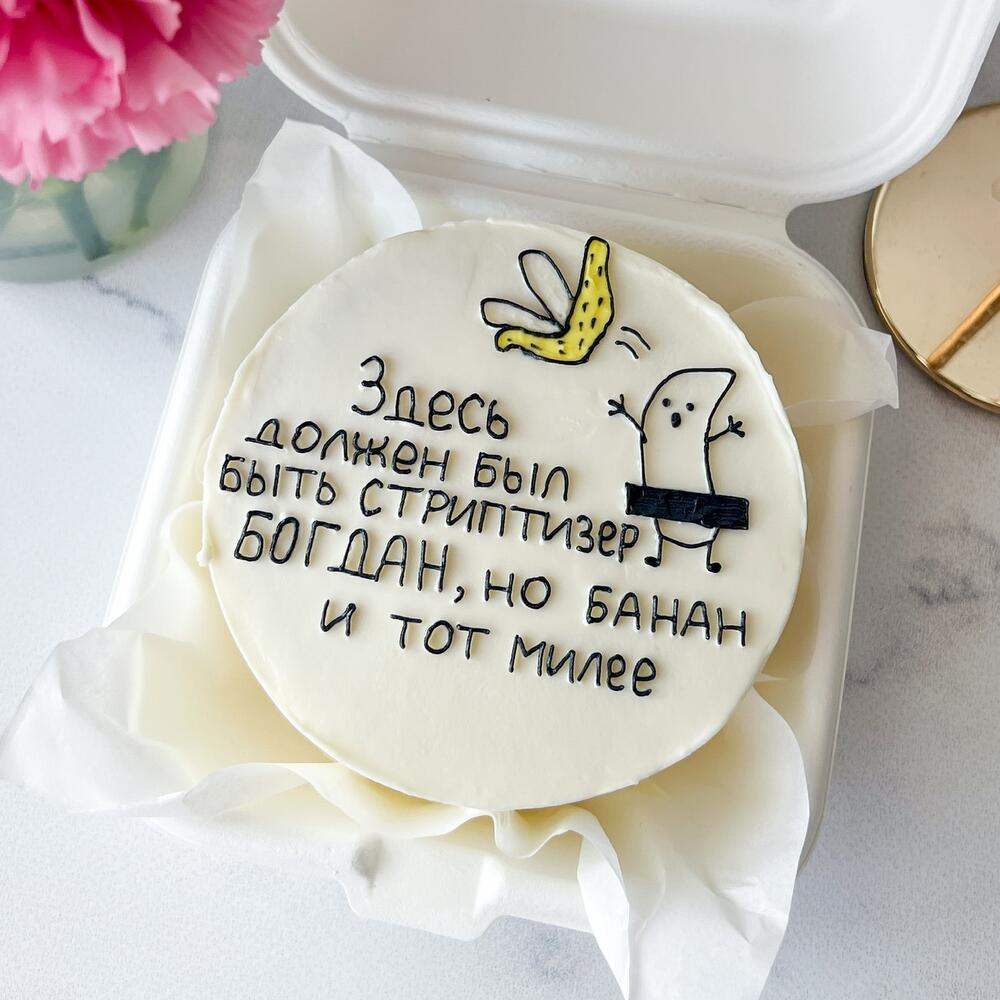 Здесь
должен был
быть стриптизер
БОГДАН, но банан
и тот милее